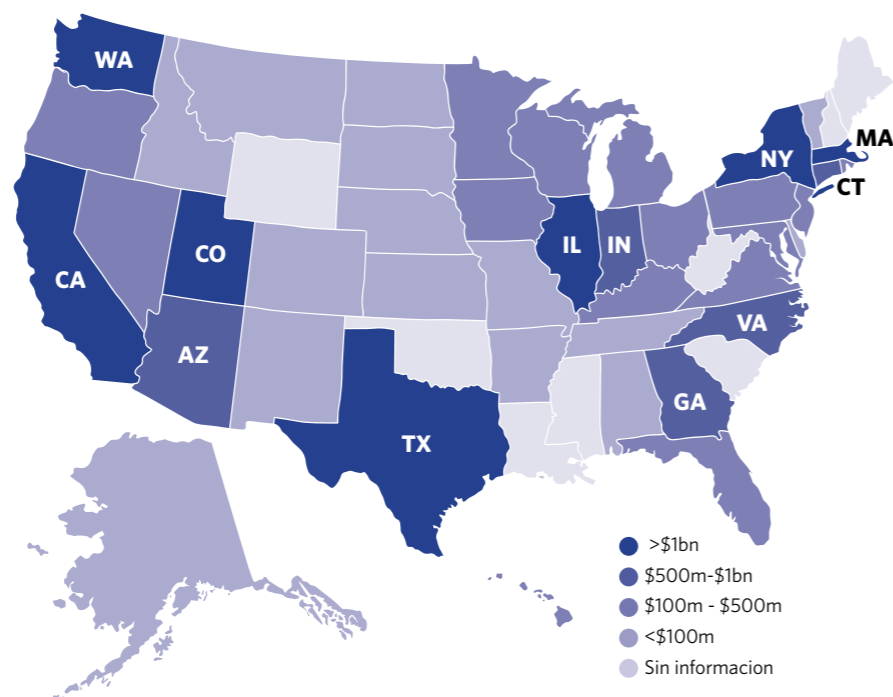 WA
MA
NY
CT
IL
IN
CO
CA
VA
AZ
GA
TX
>$1bn
$500m-$1bn
$100m - $500m
<$100m
Sin informacion